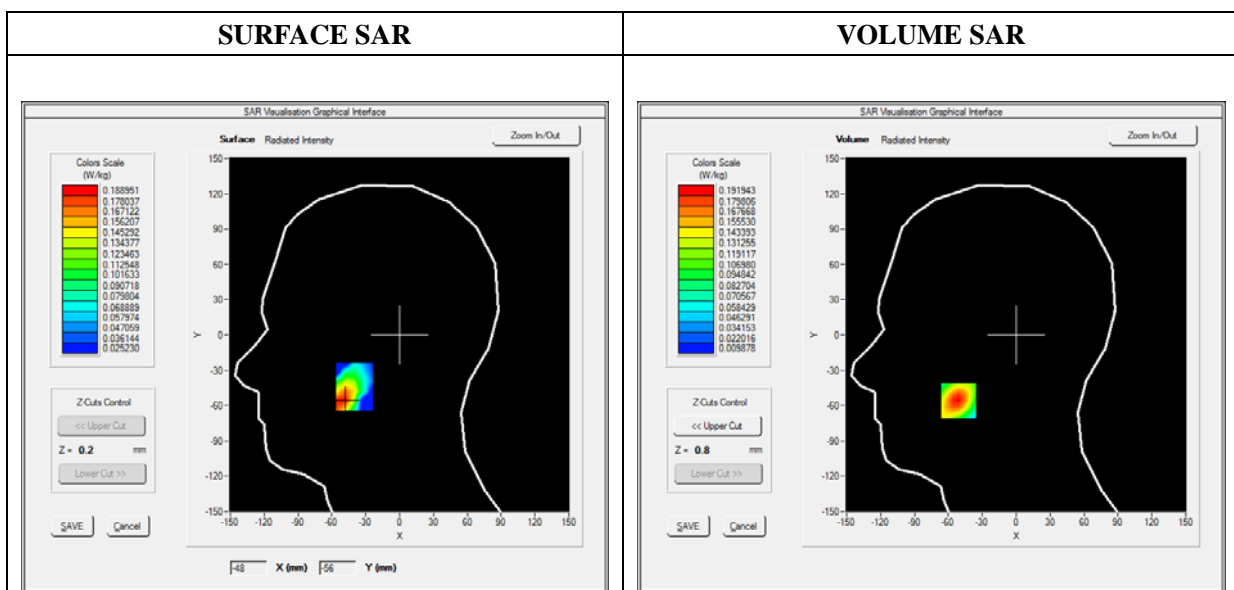 SURFACE SAR
VOLUME SAR
SAR Visualisation Graphical Interface
Surface Radiated Intensity
Zoom In/Out
Colors Scale
(W/kg)
0.188951
0.178037
0.167122
0.156207
0.145292
0.134377
0.123463
0.112548
0.101633
0.090718
0.079804
0.068889
0.057974
0.047059
0.036144
0.025230
Z-Cuts Control
<< Upper Cut
Z = 0.2 mm
Lower Cut >>
SAVE Cancel
150
120
90
60
30
0
-30
-60
-90
-120
-150
Y
-150 -120 -90 -60 -30 0 30 60 90 120 150
X
-48 X (mm) -56 Y (mm)
SAR Visualisation Graphical Interface
Volume Radiated Intensity
Zoom In/Out
Colors Scale
(W/kg)
0.191943
0.179806
0.167668
0.155530
0.143393
0.131255
0.119117
0.106980
0.094842
0.082704
0.070567
0.058429
0.046291
0.034153
0.022016
0.009878
Z-Cuts Control
<< Upper Cut
Z = 0.8 mm
Lower Cut >>
SAVE Cancel
150
120
90
60
30
0
-30
-60
-90
-120
-150
Y
-150 -120 -90 -60 -30 0 30 60 90 120 150
X